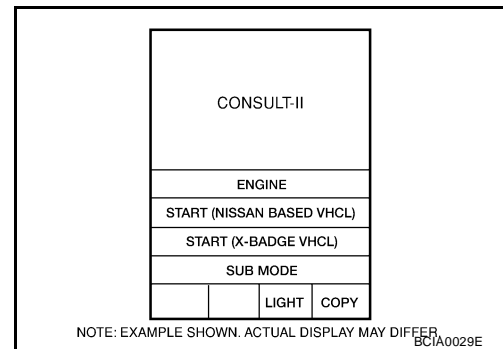 CONSULT-II
ENGINE
START (NISSAN BASED VHCL)
START (X-BADGE VHCL)
SUB MODE
LIGHT COPY
NOTE: EXAMPLE SHOWN. ACTUAL DISPLAY MAY DIFFER.
BCIA0029E